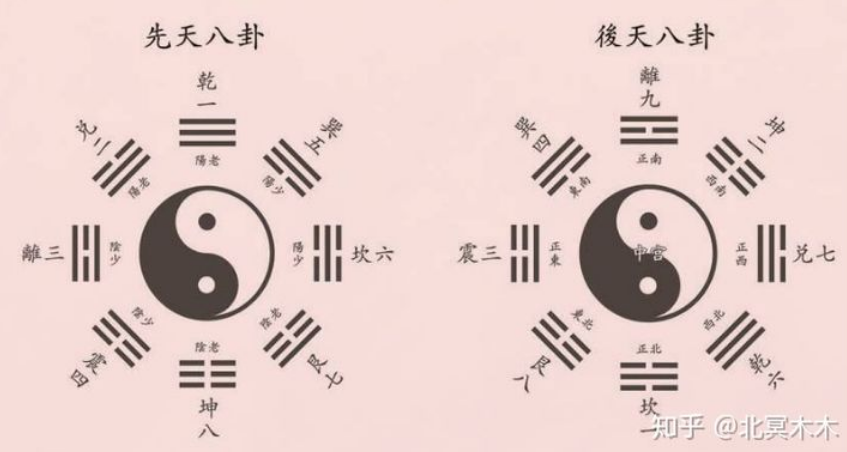 先天八卦
乾一
陽老
兌二
陽老
巽五
陽少
離三
陰少
坎六
陽少
震四
陰少
艮七
陰老
坤八
陰老
後天八卦
離九
正南
巽四
東南
坤二
西南
震三
正東
中宮
兌七
正西
艮八
東北
乾六
西北
坎一
正北
知乎 @北冥木木